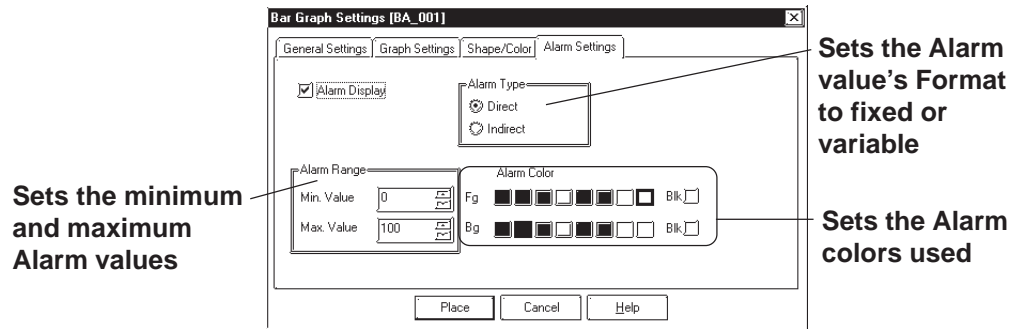 Bar Graph Settings [BA_001]
General Settings Graph Settings Shape/Color Alarm Settings
Alarm Display
Alarm Type
Direct
Indirect
Sets the Alarm
value's Format
to fixed or
variable
Alarm Range
Min. Value 0
Max. Value 100
Alarm Color
Fg Blk
Bg Blk
Sets the minimum
and maximum
Alarm values
Sets the Alarm
colors used
Place Cancel Help